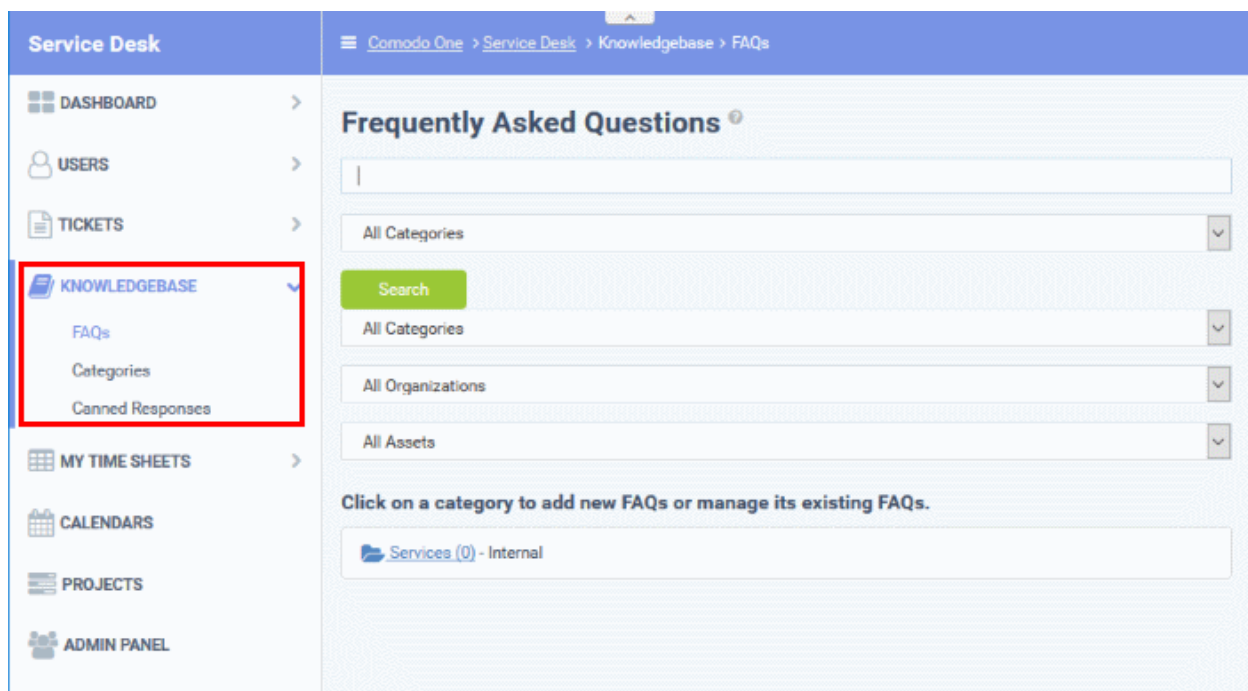 Service Desk
Comodo One > Service Desk > Knowledgebase > FAQs
DASHBOARD
USERS
TICKETS
KNOWLEDGEBASE
FAQs
Categories
Canned Responses
MY TIME SHEETS
CALENDARS
PROJECTS
ADMIN PANEL
Frequently Asked Questions
All Categories
Search
All Categories
All Organizations
All Assets
Click on a category to add new FAQs or manage its existing FAQs.
Services (0) - Internal